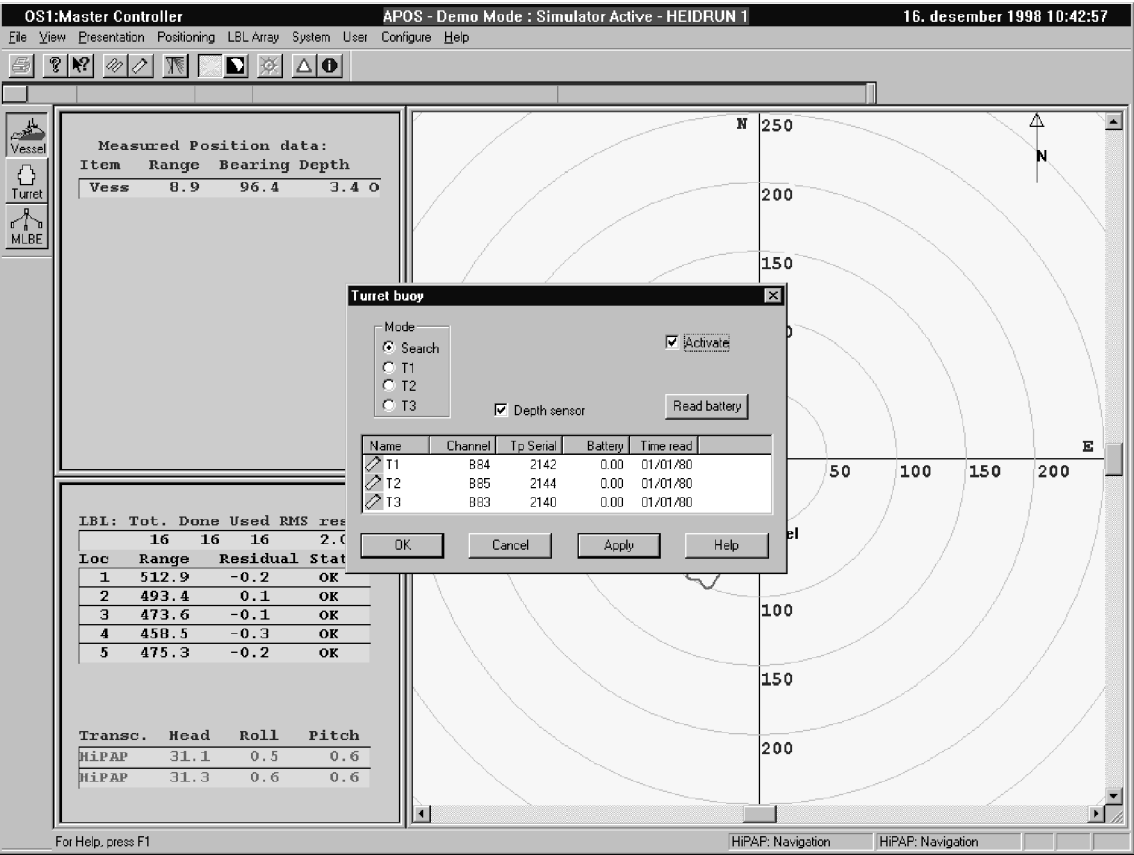 OS1:Master Controller APOS - Demo Mode : Simulator Active - HEIDRUN 1 16. desember 1998 10:42:57
File View Presentation Positioning LBL Array System User Configure Help
Vessel
Turret
MLBE
Measured Position data:
Item Range Bearing Depth
Vess 8.9 96.4 3.4 O
N 250
N
200
150
Turret buoy
Mode
Search
T1
T2
T3
Activate
Depth sensor
Read battery
Name Channel Tp Serial Battery Time read
T1 B84 2142 0.00 01/01/80
T2 B85 2144 0.00 01/01/80
T3 B83 2140 0.00 01/01/80
OK Cancel Apply Help
E
50 100 150 200
el
100
150
200
LBL: Tot. Done Used RMS res
16 16 16 2.0
Loc Range Residual Stat
1 512.9 -0.2 OK
2 493.4 0.1 OK
3 473.6 -0.1 OK
4 458.5 -0.3 OK
5 475.3 -0.2 OK
Transc. Head Roll Pitch
HiPAP 31.1 0.5 0.6
HiPAP 31.3 0.6 0.6
For Help, press F1 HiPAP: Navigation HiPAP: Navigation